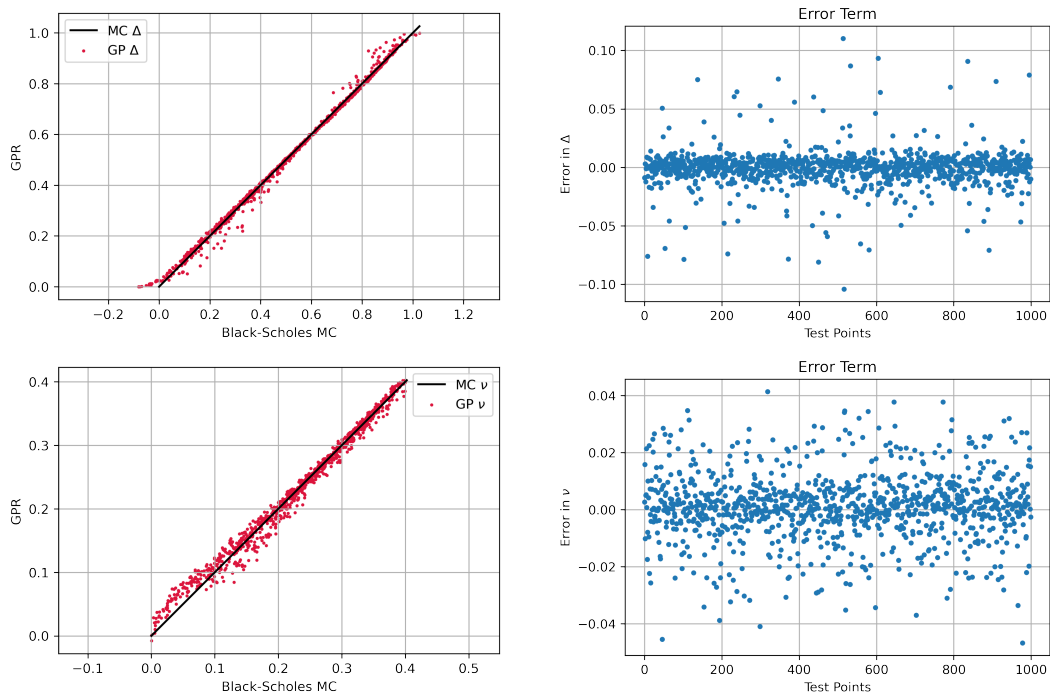 MC Δ
GP Δ
GPR
1.0
0.8
0.6
0.4
0.2
0.0
−0.2 0.0 0.2 0.4 0.6 0.8 1.0 1.2
Black-Scholes MC
Error Term
Error in Δ
0.10
0.05
0.00
−0.05
−0.10
0 200 400 600 800 1000
Test Points
MC ν
GP ν
GPR
0.4
0.3
0.2
0.1
0.0
−0.1 0.0 0.1 0.2 0.3 0.4 0.5
Black-Scholes MC
Error Term
Error in ν
0.04
0.02
0.00
−0.02
−0.04
0 200 400 600 800 1000
Test Points